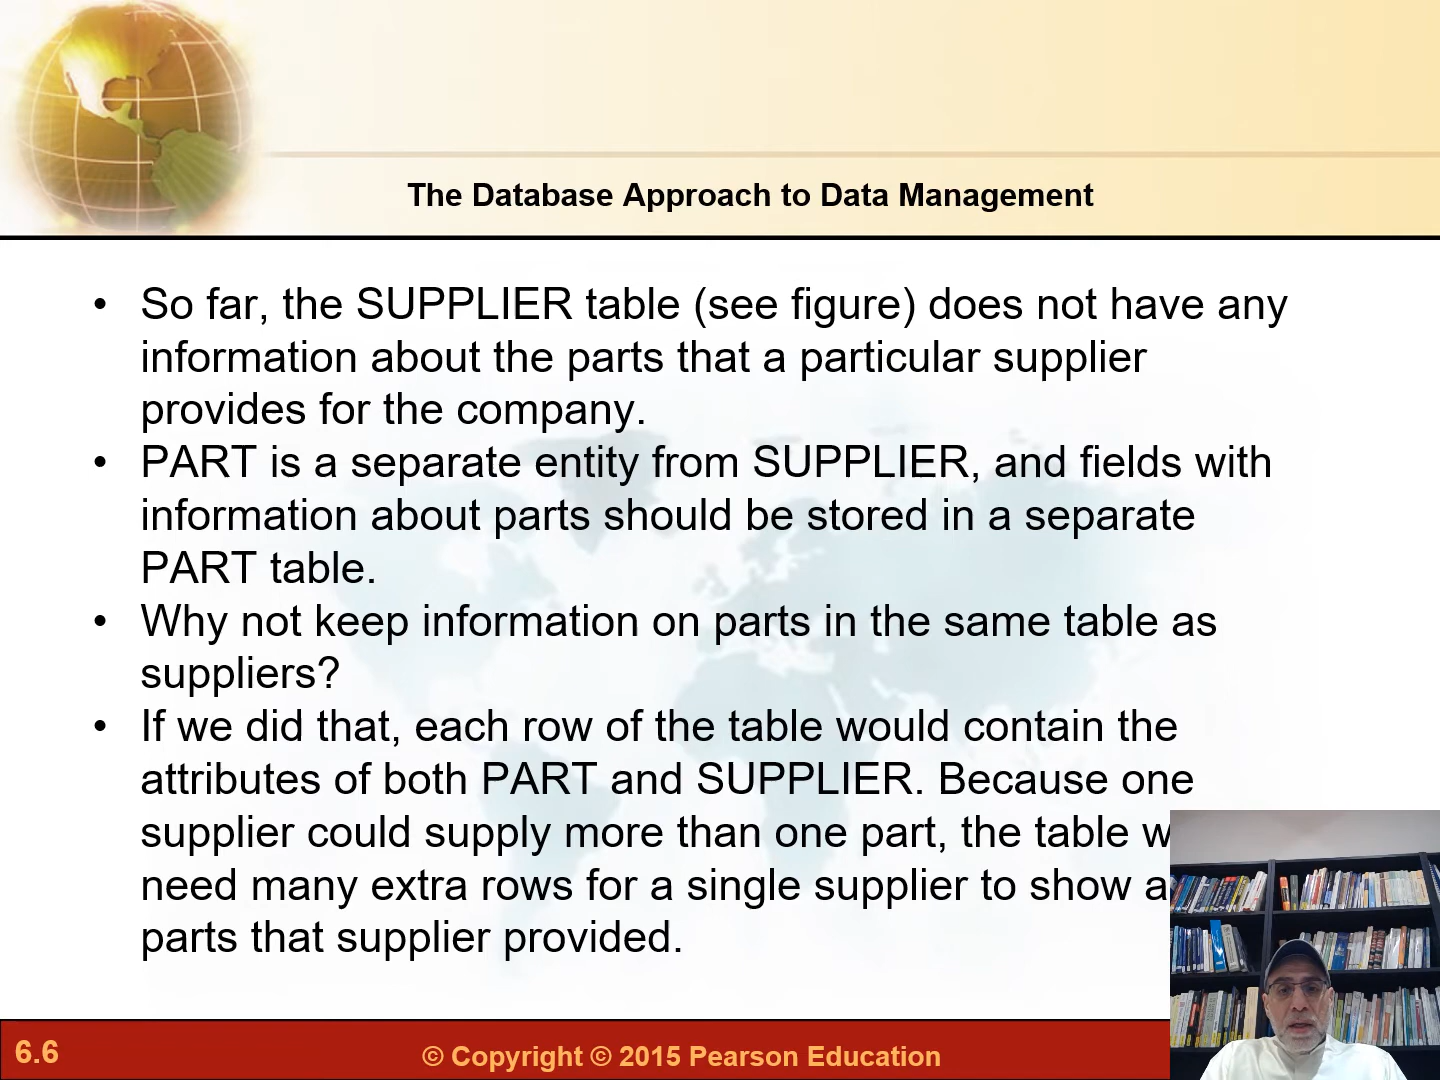 The Database Approach to Data Management
• So far, the SUPPLIER table (see figure) does not have any
information about the parts that a particular supplier
provides for the company.
• PART is a separate entity from SUPPLIER, and fields with
information about parts should be stored in a separate
PART table.
• Why not keep information on parts in the same table as
suppliers?
• If we did that, each row of the table would contain the
attributes of both PART and SUPPLIER. Because one
supplier could supply more than one part, the table
need many extra rows for a single supplier to show
parts that supplier provided.
6.6
© Copyright © 2015 Pearson Education